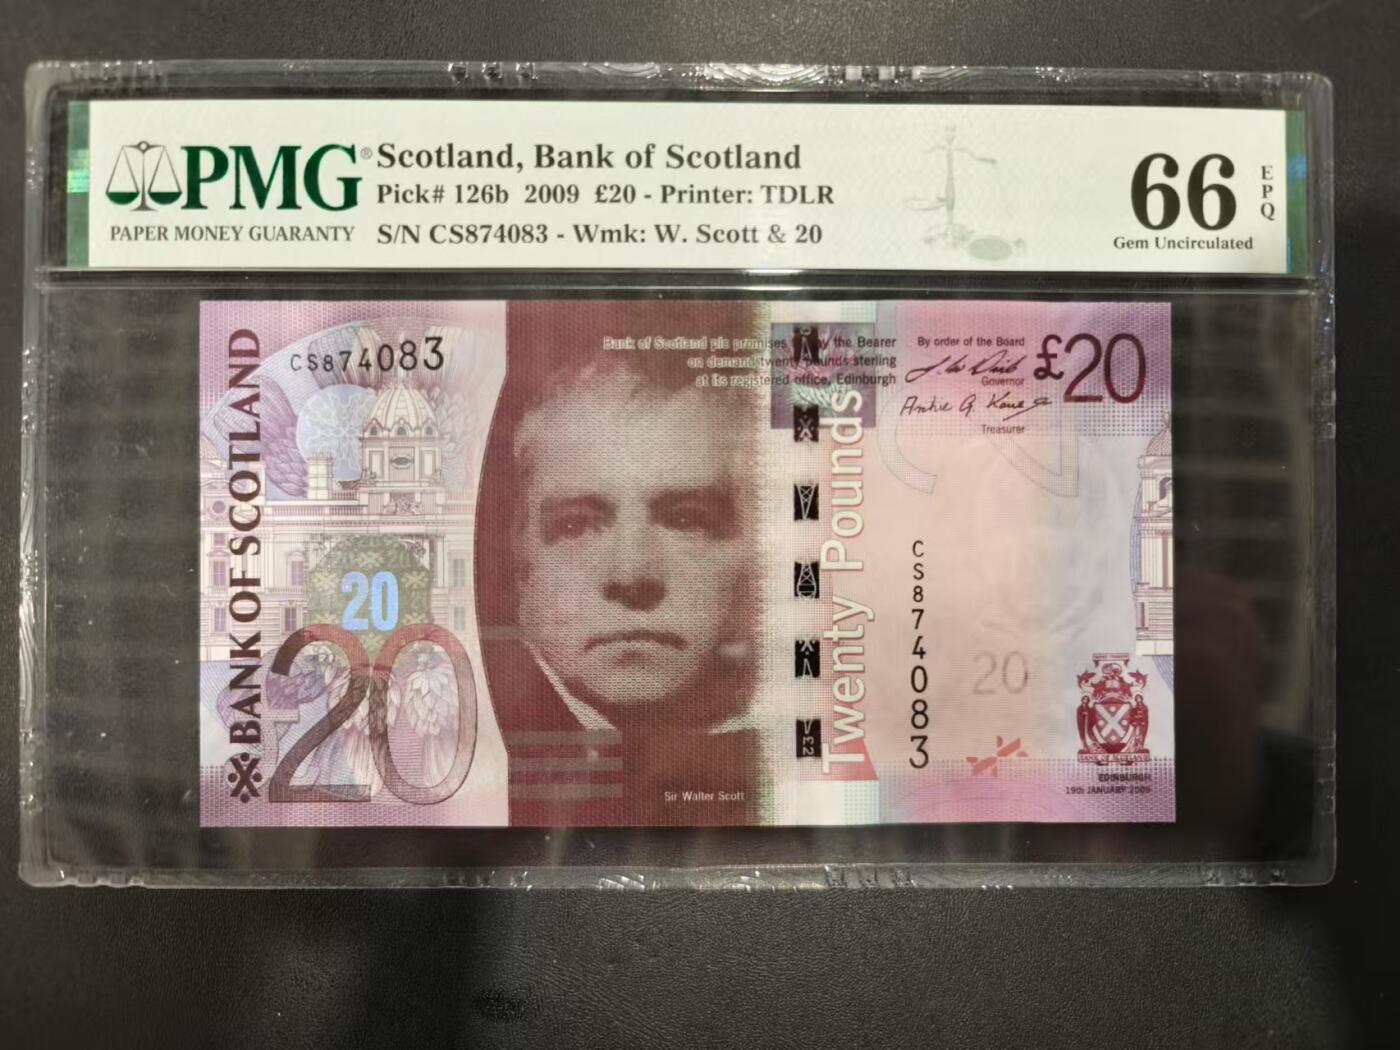 PMG®
PAPER MONEY GUARANTY
Scotland, Bank of Scotland
Pick# 126b 2009 £20 - Printer: TDLR
S/N CS874083 - Wmk: W. Scott & 20
66
EPQ
Gem Uncirculated
BANK OF SCOTLAND
CS874083
20
20
Bank of Scotland plc promises to pay the Bearer
on demand twenty pounds sterling
at its registered office, Edinburgh
By order of the Board
Governor
Treasurer
£20
Twenty Pounds
CS874083
20
Sir Walter Scott
BANK OF SCOTLAND
EDINBURGH
19th JANUARY 2009